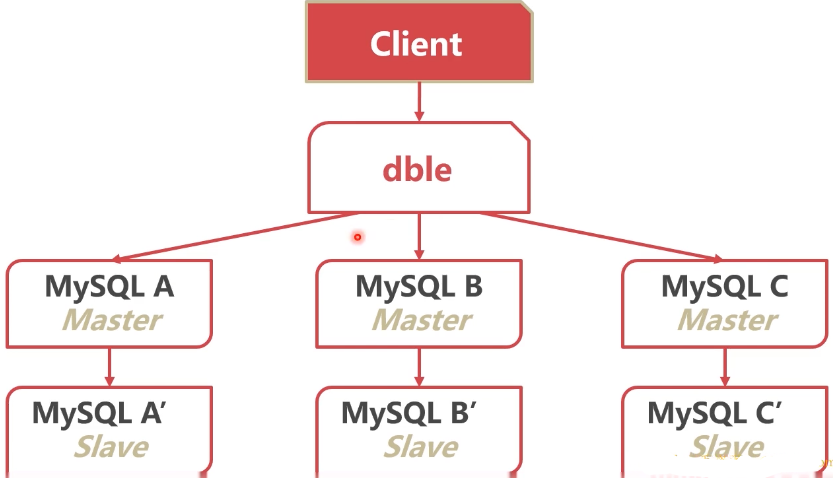 Client
dble
MySQL A
Master
MySQL B
Master
MySQL C
Master
MySQL A’
Slave
MySQL B’
Slave
MySQL C’
Slave